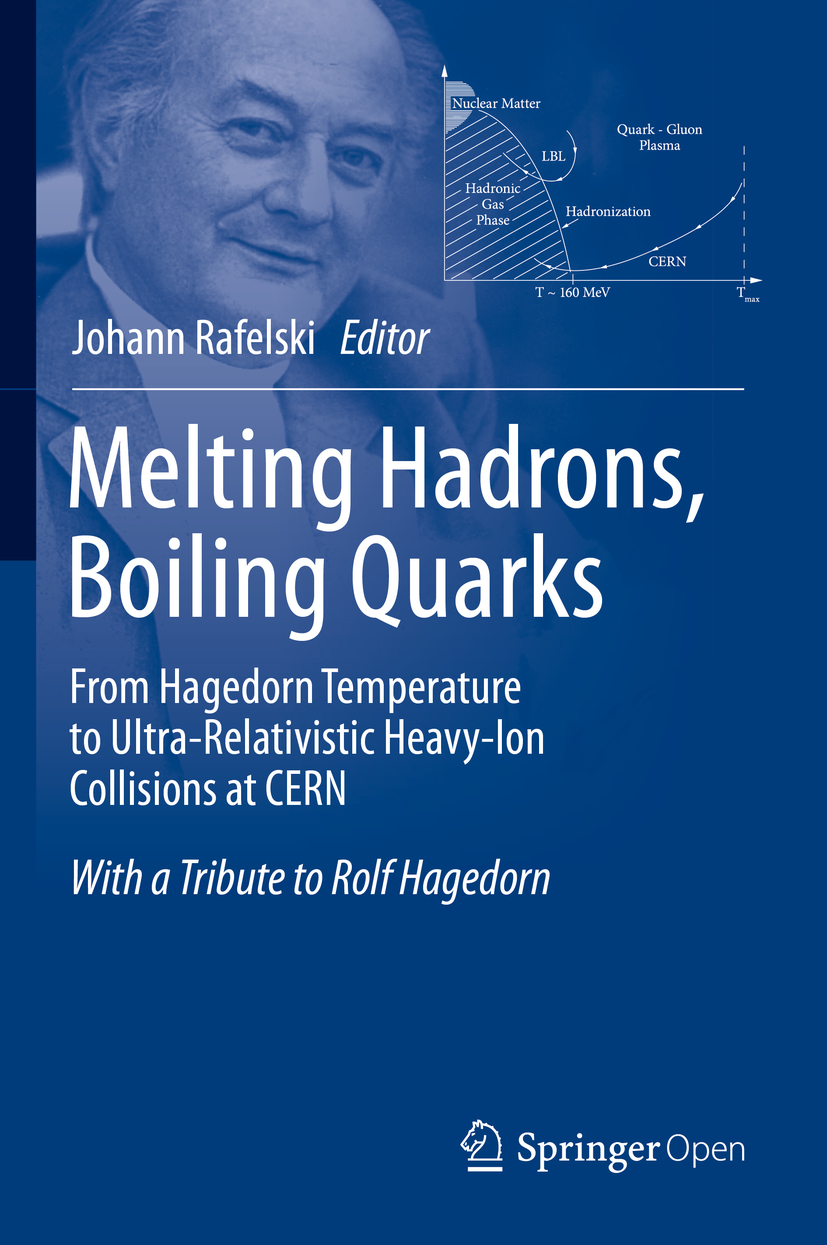 Nuclear Matter
Quark - Gluon
Plasma
LBL
Hadronic
Gas
Phase
Hadronization
CERN
T ~ 160 MeV
Tmax
Johann Rafelski Editor
Melting Hadrons,
Boiling Quarks
From Hagedorn Temperature
to Ultra-Relativistic Heavy-Ion
Collisions at CERN
With a Tribute to Rolf Hagedorn
Springer Open